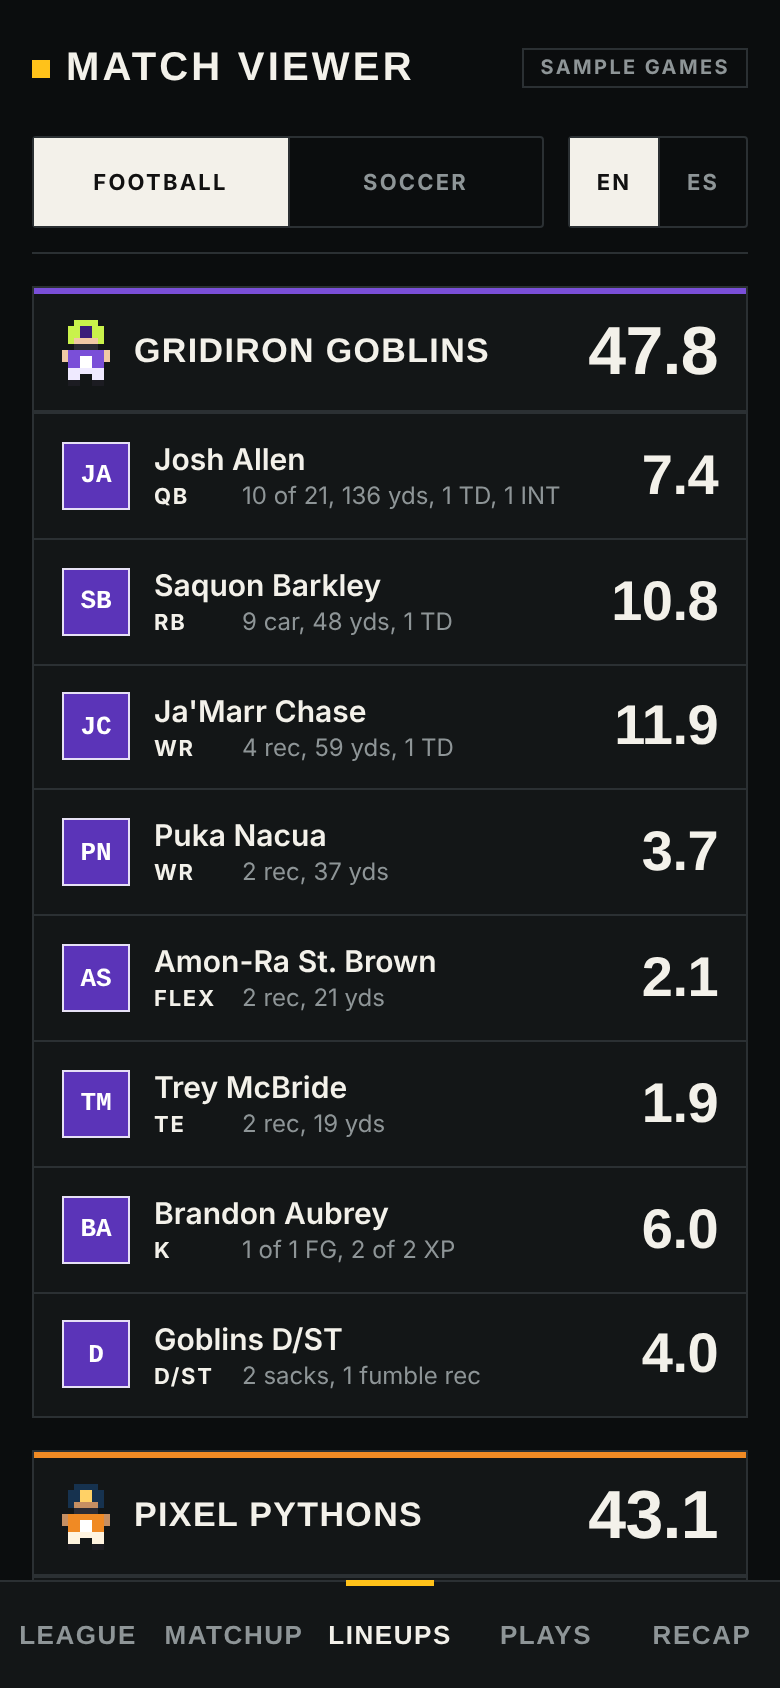 MATCH VIEWER
SAMPLE GAMES
FOOTBALL SOCCER EN ES
GRIDIRON GOBLINS 47.8
JA Josh Allen 7.4
QB 10 of 21, 136 yds, 1 TD, 1 INT
SB Saquon Barkley 10.8
RB 9 car, 48 yds, 1 TD
JC Ja'Marr Chase 11.9
WR 4 rec, 59 yds, 1 TD
PN Puka Nacua 3.7
WR 2 rec, 37 yds
AS Amon-Ra St. Brown 2.1
FLEX 2 rec, 21 yds
TM Trey McBride 1.9
TE 2 rec, 19 yds
BA Brandon Aubrey 6.0
K 1 of 1 FG, 2 of 2 XP
D Goblins D/ST 4.0
D/ST 2 sacks, 1 fumble rec
PIXEL PYTHONS 43.1
LEAGUE MATCHUP LINEUPS PLAYS RECAP